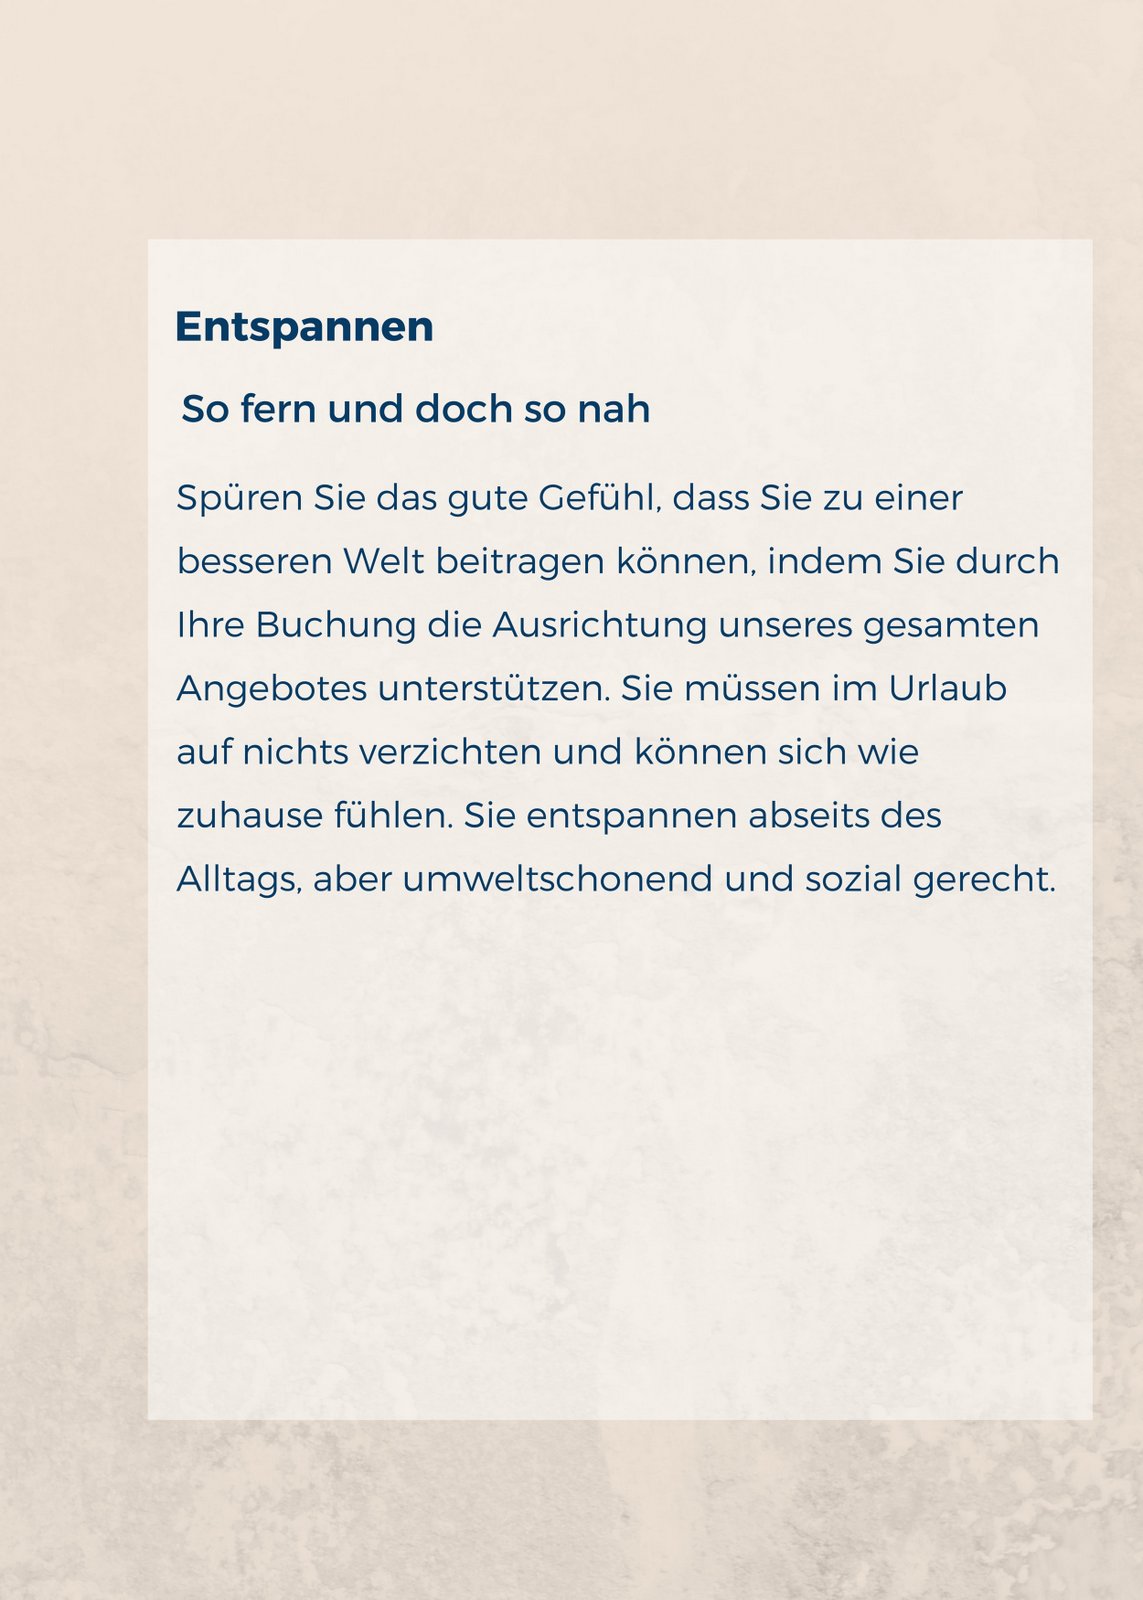 Entspannen
So fern und doch so nah
Spüren Sie das gute Gefühl, dass Sie zu einer
besseren Welt beitragen können, indem Sie durch
Ihre Buchung die Ausrichtung unseres gesamten
Angebotes unterstützen. Sie müssen im Urlaub
auf nichts verzichten und können sich wie
zuhause fühlen. Sie entspannen abseits des
Alltags, aber umweltschonend und sozial gerecht.